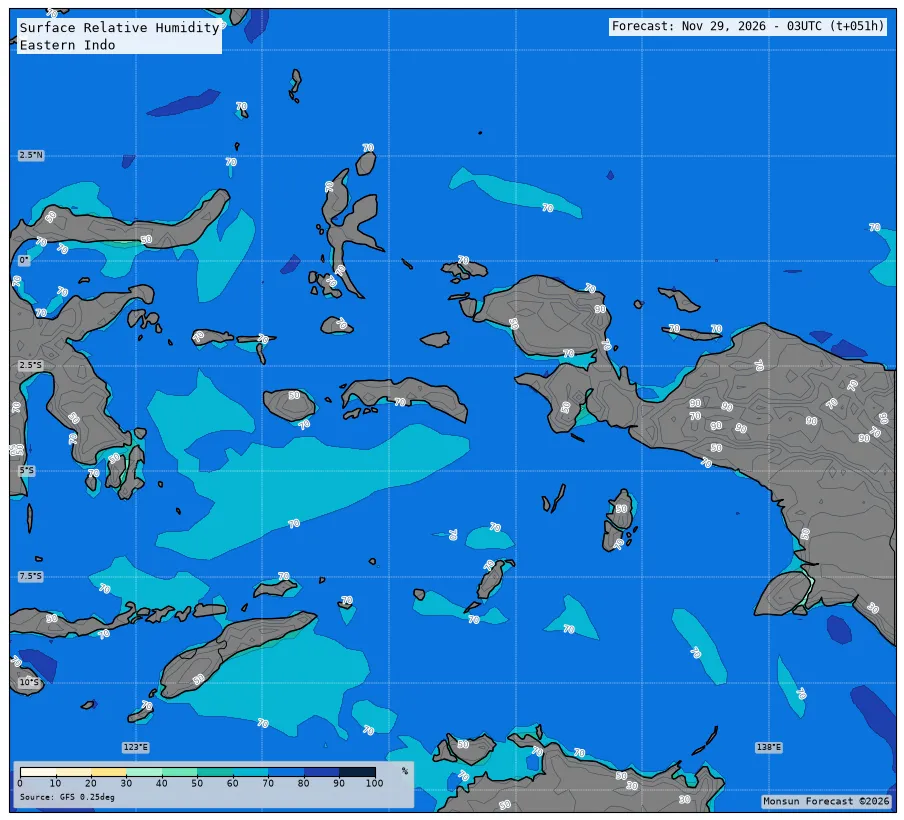 Surface Relative Humidity
Eastern Indo
Forecast: Nov 29, 2026 - 03UTC (t+051h)
2.5°N
0°
2.5°S
5°S
7.5°S
10°S
123°E
138°E
0 10 20 30 40 50 60 70 80 90 100 %
Source: GFS 0.25deg
Monsun Forecast ©2026